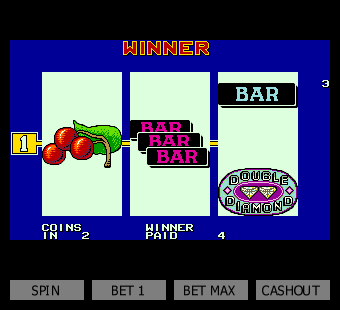 WINNER
3
BAR
1
BAR
BAR
BAR
DOUBLE
DIAMOND
COINS
IN 2
WINNER
PAID 4
SPIN
BET 1
BET MAX
CASHOUT